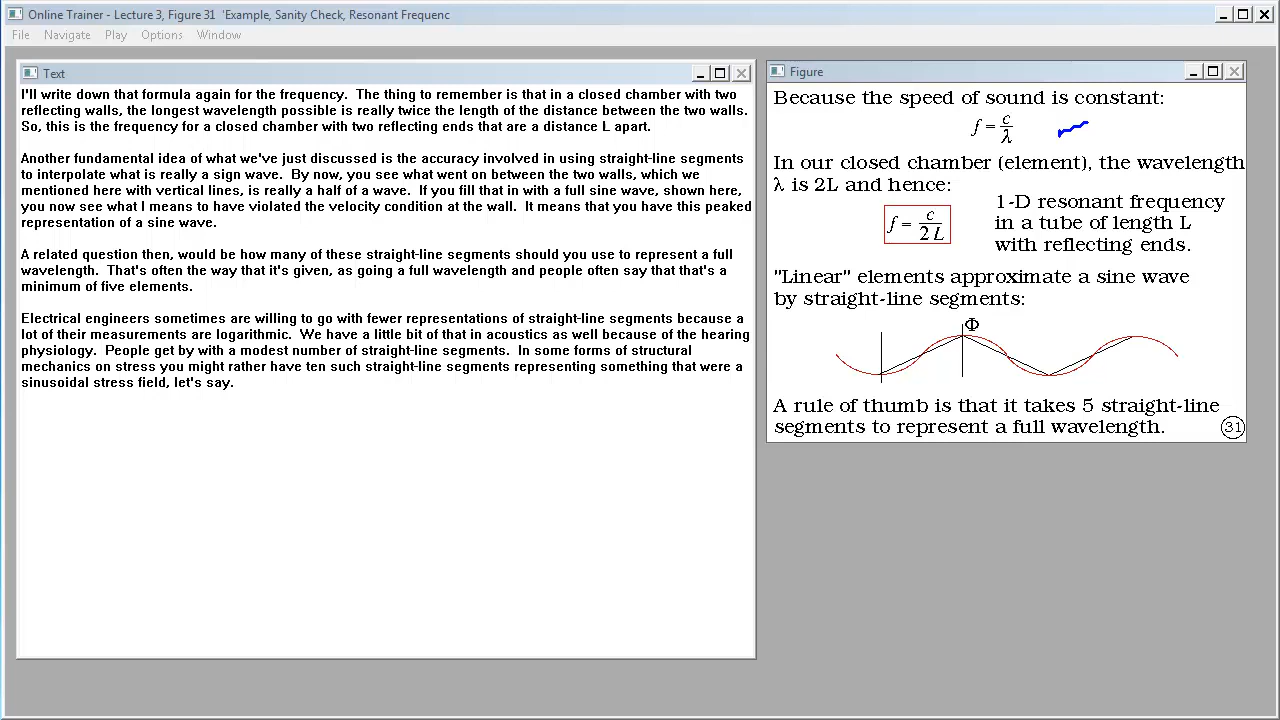 Online Trainer - Lecture 3, Figure 31 'Example, Sanity Check, Resonant Frequenc
File Navigate Play Options Window
Text
I'll write down that formula again for the frequency. The thing to remember is that in a closed chamber with two
reflecting walls, the longest wavelength possible is really twice the length of the distance between the two walls.
So, this is the frequency for a closed chamber with two reflecting ends that are a distance L apart.
Another fundamental idea of what we've just discussed is the accuracy involved in using straight-line segments
to interpolate what is really a sign wave. By now, you see what went on between the two walls, which we
mentioned here with vertical lines, is really a half of a wave. If you fill that in with a full sine wave, shown here,
you now see what I means to have violated the velocity condition at the wall. It means that you have this peaked
representation of a sine wave.
A related question then, would be how many of these straight-line segments should you use to represent a full
wavelength. That's often the way that it's given, as going a full wavelength and people often say that that's a
minimum of five elements.
Electrical engineers sometimes are willing to go with fewer representations of straight-line segments because a
lot of their measurements are logarithmic. We have a little bit of that in acoustics as well because of the hearing
physiology. People get by with a modest number of straight-line segments. In some forms of structural
mechanics on stress you might rather have ten such straight-line segments representing something that were a
sinusoidal stress field, let's say.
Figure
Because the speed of sound is constant:
f = c/λ
In our closed chamber (element), the wavelength
λ is 2L and hence:
f = c/2L
1-D resonant frequency
in a tube of length L
with reflecting ends.
"Linear" elements approximate a sine wave
by straight-line segments:
Φ
A rule of thumb is that it takes 5 straight-line
segments to represent a full wavelength.
31